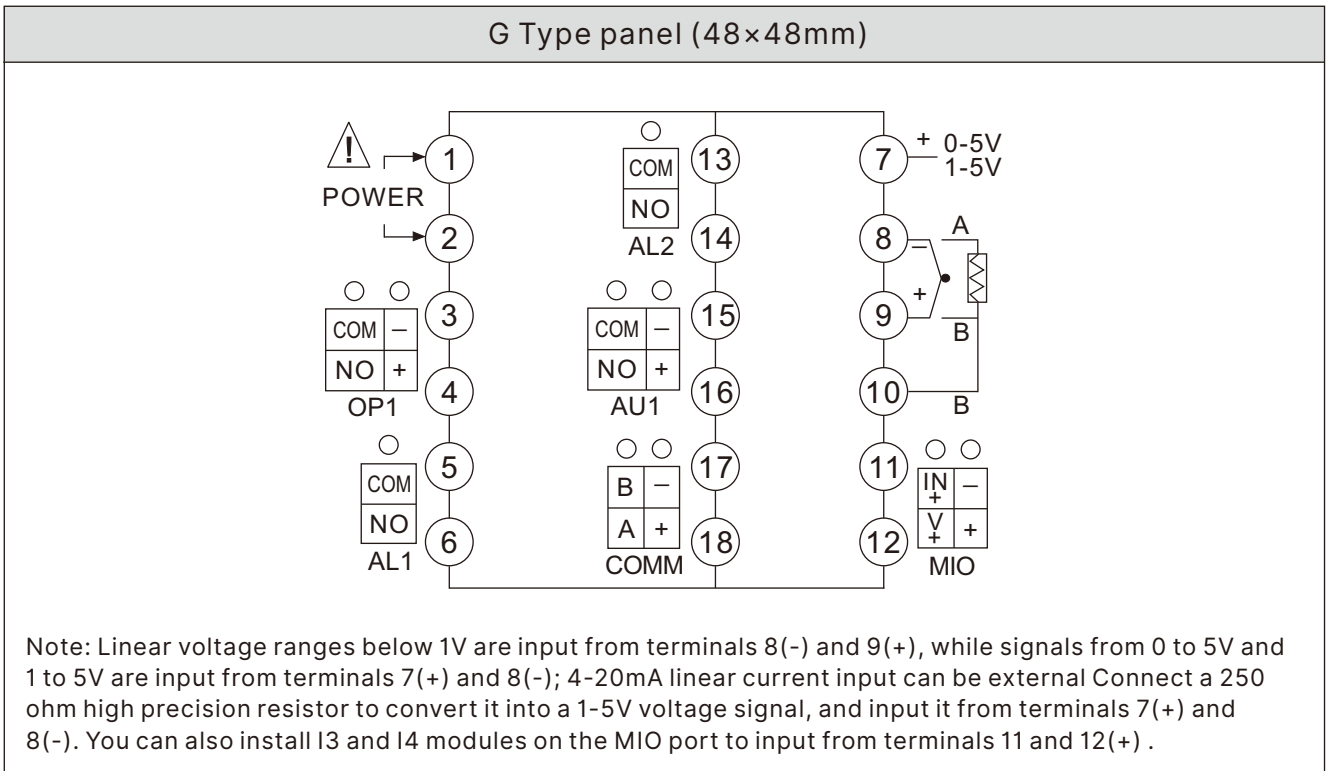 G Type panel (48×48mm)
!
POWER
1
2
3
4
5
6
COM –
NO +
OP1
COM
NO
AL1
COM
NO
AL2
COM –
NO +
AU1
B –
A +
COMM
13
14
15
16
17
18
7
8
9
10
11
12
+ 0-5V
1-5V
– A
+ B
B
IN+ –
V+ +
MIO
Note: Linear voltage ranges below 1V are input from terminals 8(-) and 9(+), while signals from 0 to 5V and
1 to 5V are input from terminals 7(+) and 8(-); 4-20mA linear current input can be external Connect a 250
ohm high precision resistor to convert it into a 1-5V voltage signal, and input it from terminals 7(+) and
8(-). You can also install I3 and I4 modules on the MIO port to input from terminals 11 and 12(+) .